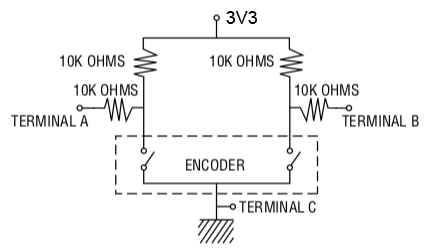 3V3
10K OHMS
10K OHMS
10K OHMS
10K OHMS
TERMINAL A
TERMINAL B
ENCODER
TERMINAL C